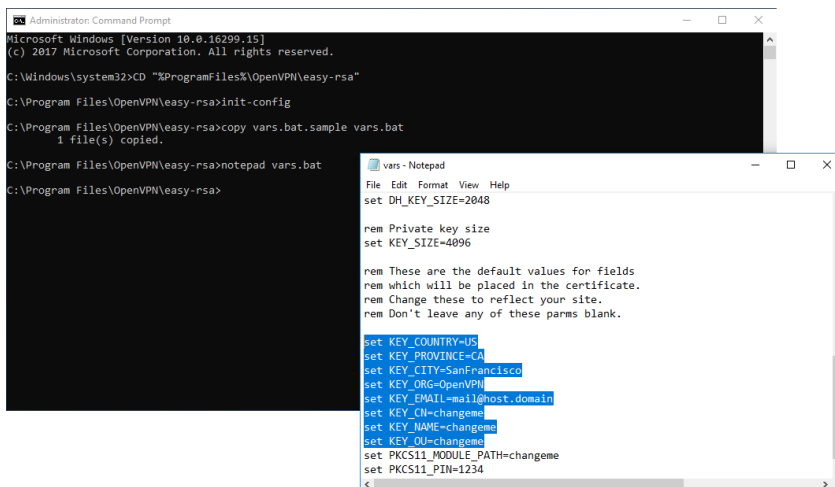 Administrator: Command Prompt
Microsoft Windows [Version 10.0.16299.15]
(c) 2017 Microsoft Corporation. All rights reserved.
C:\Windows\system32>CD "%ProgramFiles%\OpenVPN\easy-rsa"
C:\Program Files\OpenVPN\easy-rsa>init-config
C:\Program Files\OpenVPN\easy-rsa>copy vars.bat.sample vars.bat
1 file(s) copied.
C:\Program Files\OpenVPN\easy-rsa>notepad vars.bat
C:\Program Files\OpenVPN\easy-rsa>
vars - Notepad
File Edit Format View Help
set DH_KEY_SIZE=2048
rem Private key size
set KEY_SIZE=4096
rem These are the default values for fields
rem which will be placed in the certificate.
rem Change these to reflect your site.
rem Don't leave any of these parms blank.
set KEY_COUNTRY=US
set KEY_PROVINCE=CA
set KEY_CITY=SanFrancisco
set KEY_ORG=OpenVPN
set KEY_EMAIL=mail@host.domain
set KEY_CN=changeme
set KEY_NAME=changeme
set KEY_OU=changeme
set PKCS11_MODULE_PATH=changeme
set PKCS11_PIN=1234